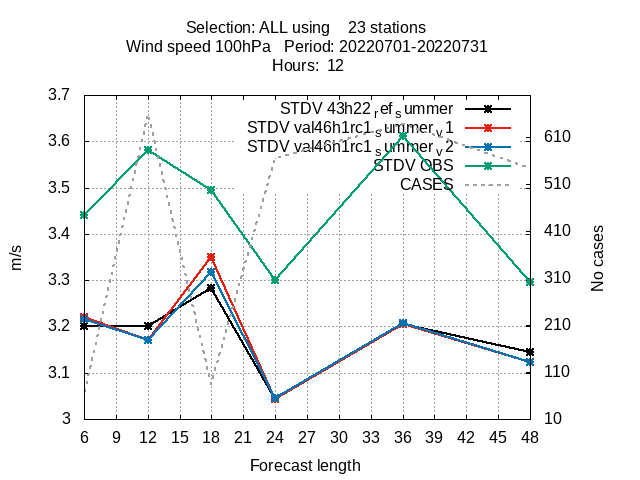 Selection: ALL using 23 stations
Wind speed 100hPa Period: 20220701-20220731
Hours: 12
STDV 43h22refsummer
STDV val46h1rc1summerv1
STDV val46h1rc1summerv2
STDV OBS
CASES
3.7
3.6
3.5
3.4
3.3
3.2
3.1
3
m/s
610
510
410
310
210
110
10
No cases
6 9 12 15 18 21 24 27 30 33 36 39 42 45 48
Forecast length